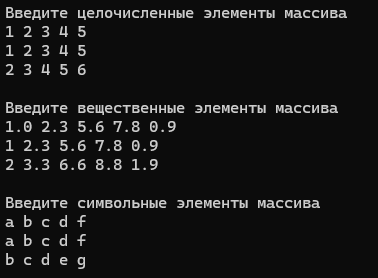 Введите целочисленные элементы массива
1 2 3 4 5
1 2 3 4 5
2 3 4 5 6
Введите вещественные элементы массива
1.0 2.3 5.6 7.8 0.9
1 2.3 5.6 7.8 0.9
2 3.3 6.6 8.8 1.9
Введите символьные элементы массива
a b c d f
a b c d f
b c d e g